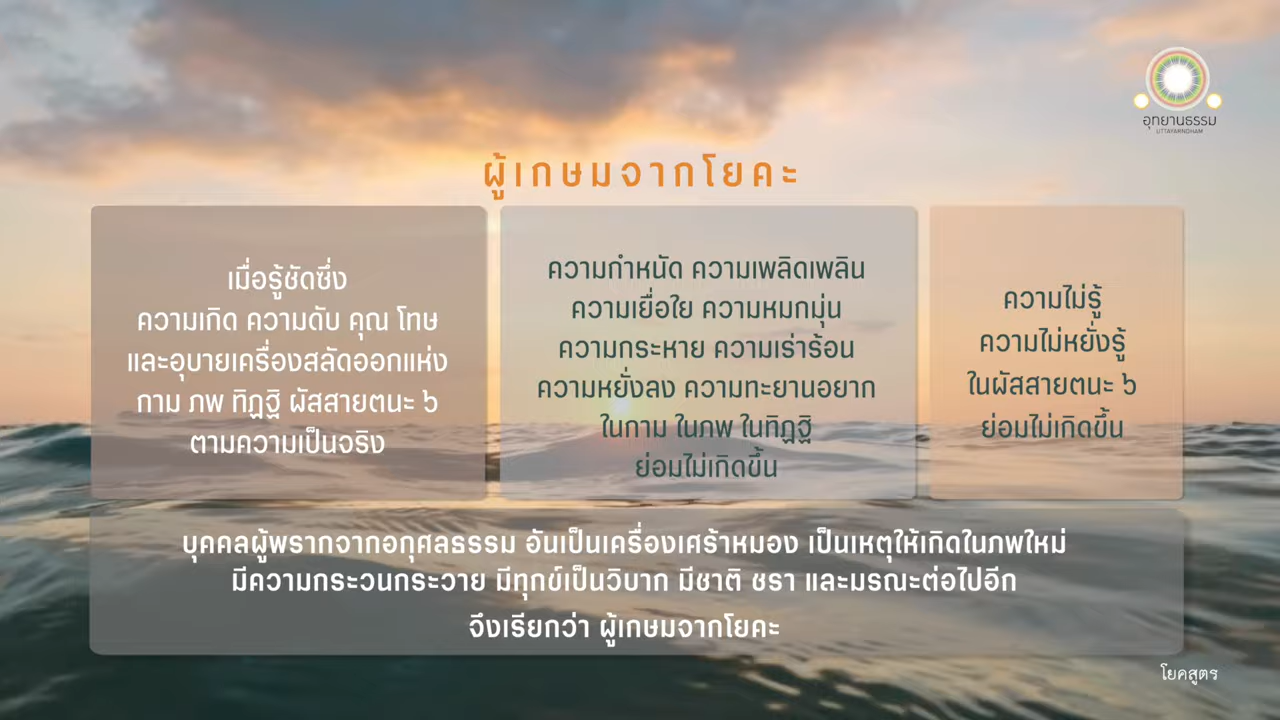 อุทยานธรรม
UTTAYARNDHAM
ผู้เกษมจากโยคะ
เมื่อรู้ชัดซึ่ง
ความเกิด ความดับ คุณ โทษ
และอุบายเครื่องสลัดออกแห่ง
กาม ภพ ทิฏฐิ ผัสสายตนะ ๖
ตามความเป็นจริง
ความกำหนัด ความเพลิดเพลิน
ความเยื่อใย ความหมกมุ่น
ความกระหาย ความเร่าร้อน
ความหยั่งลง ความทะยานอยาก
ในกาม ในภพ ในทิฏฐิ
ย่อมไม่เกิดขึ้น
ความไม่รู้
ความไม่หยั่งรู้
ในผัสสายตนะ ๖
ย่อมไม่เกิดขึ้น
บุคคลผู้พรากจากอกุศลธรรม อันเป็นเครื่องเศร้าหมอง เป็นเหตุให้เกิดในภพใหม่
มีความกระวนกระวาย มีทุกข์เป็นวิบาก มีชาติ ชรา และมรณะต่อไปอีก
จึงเรียกว่า ผู้เกษมจากโยคะ
โยคสูตร